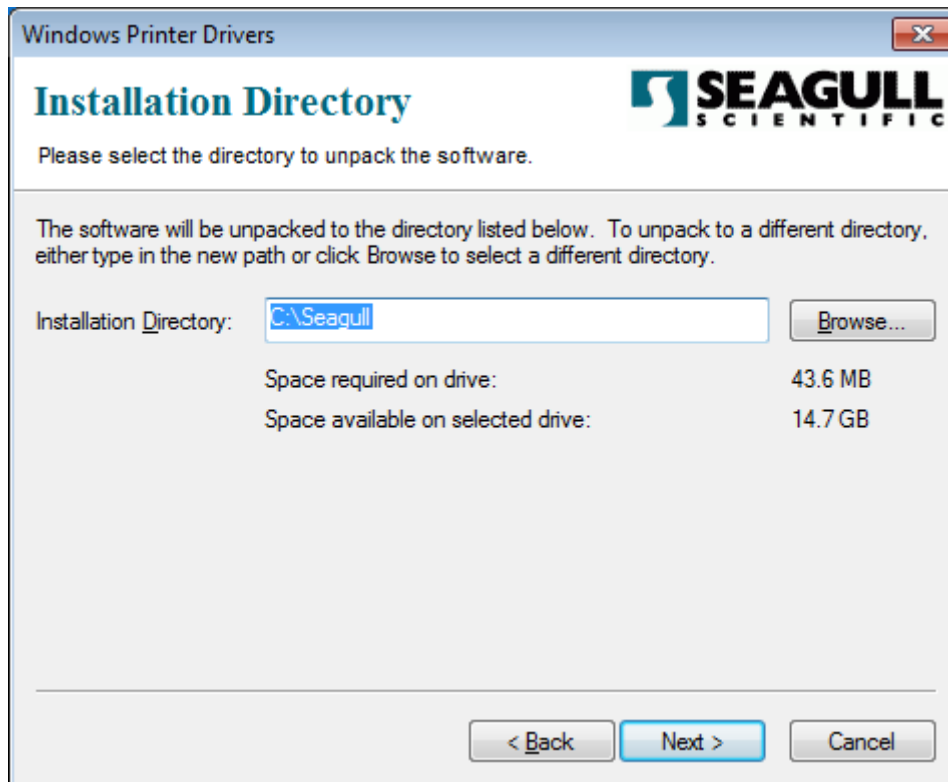 Windows Printer Drivers
Installation Directory
SEAGULL
SCIENTIFIC
Please select the directory to unpack the software.
The software will be unpacked to the directory listed below. To unpack to a different directory,
either type in the new path or click Browse to select a different directory.
Installation Directory: C:\Seagull Browse...
Space required on drive: 43.6 MB
Space available on selected drive: 14.7 GB
< Back Next > Cancel